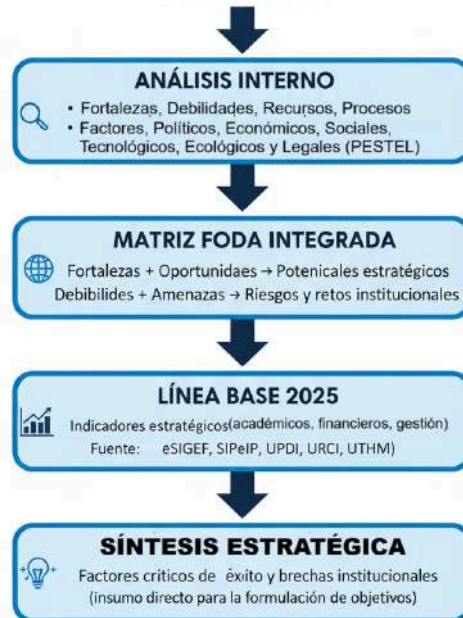 ANÁLISIS INTERNO
• Fortalezas, Debilidades, Recursos, Procesos
• Factores, Políticos, Económicos, Sociales,
Tecnológicos, Ecológicos y Legales (PESTEL)
MATRIZ FODA INTEGRADA
Fortalezas + Oportunidaes → Potenicales estratégicos
Debibilides + Amenazas → Riesgos y retos institucionales
LÍNEA BASE 2025
Indicadores estratégicos(académicos, financieros, gestión)
Fuente: eSIGEF, SIPeIP, UPDI, URCI, UTHM)
SÍNTESIS ESTRATÉGICA
Factores criticos de éxito y brechas institucionales
(insumo directo para la formulación de objetivos)